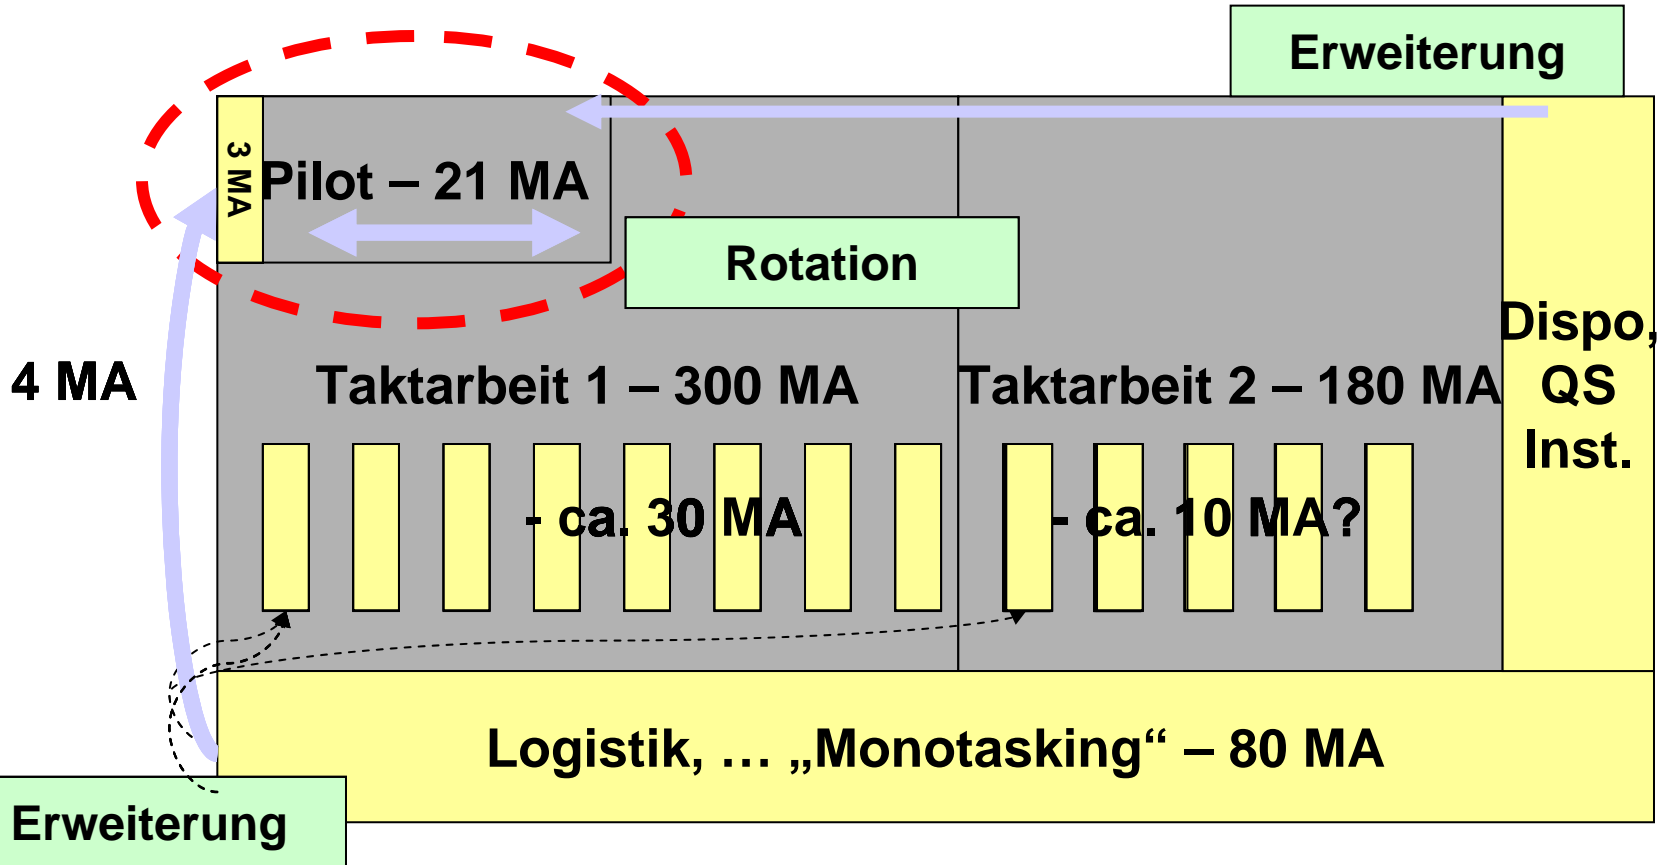 Erweiterung
3 MA
Pilot – 21 MA
Rotation
Dispo,
QS
Inst.
4 MA
Taktarbeit 1 – 300 MA
Taktarbeit 2 – 180 MA
- ca. 30 MA
- ca. 10 MA?
Logistik, … „Monotasking“ – 80 MA
Erweiterung